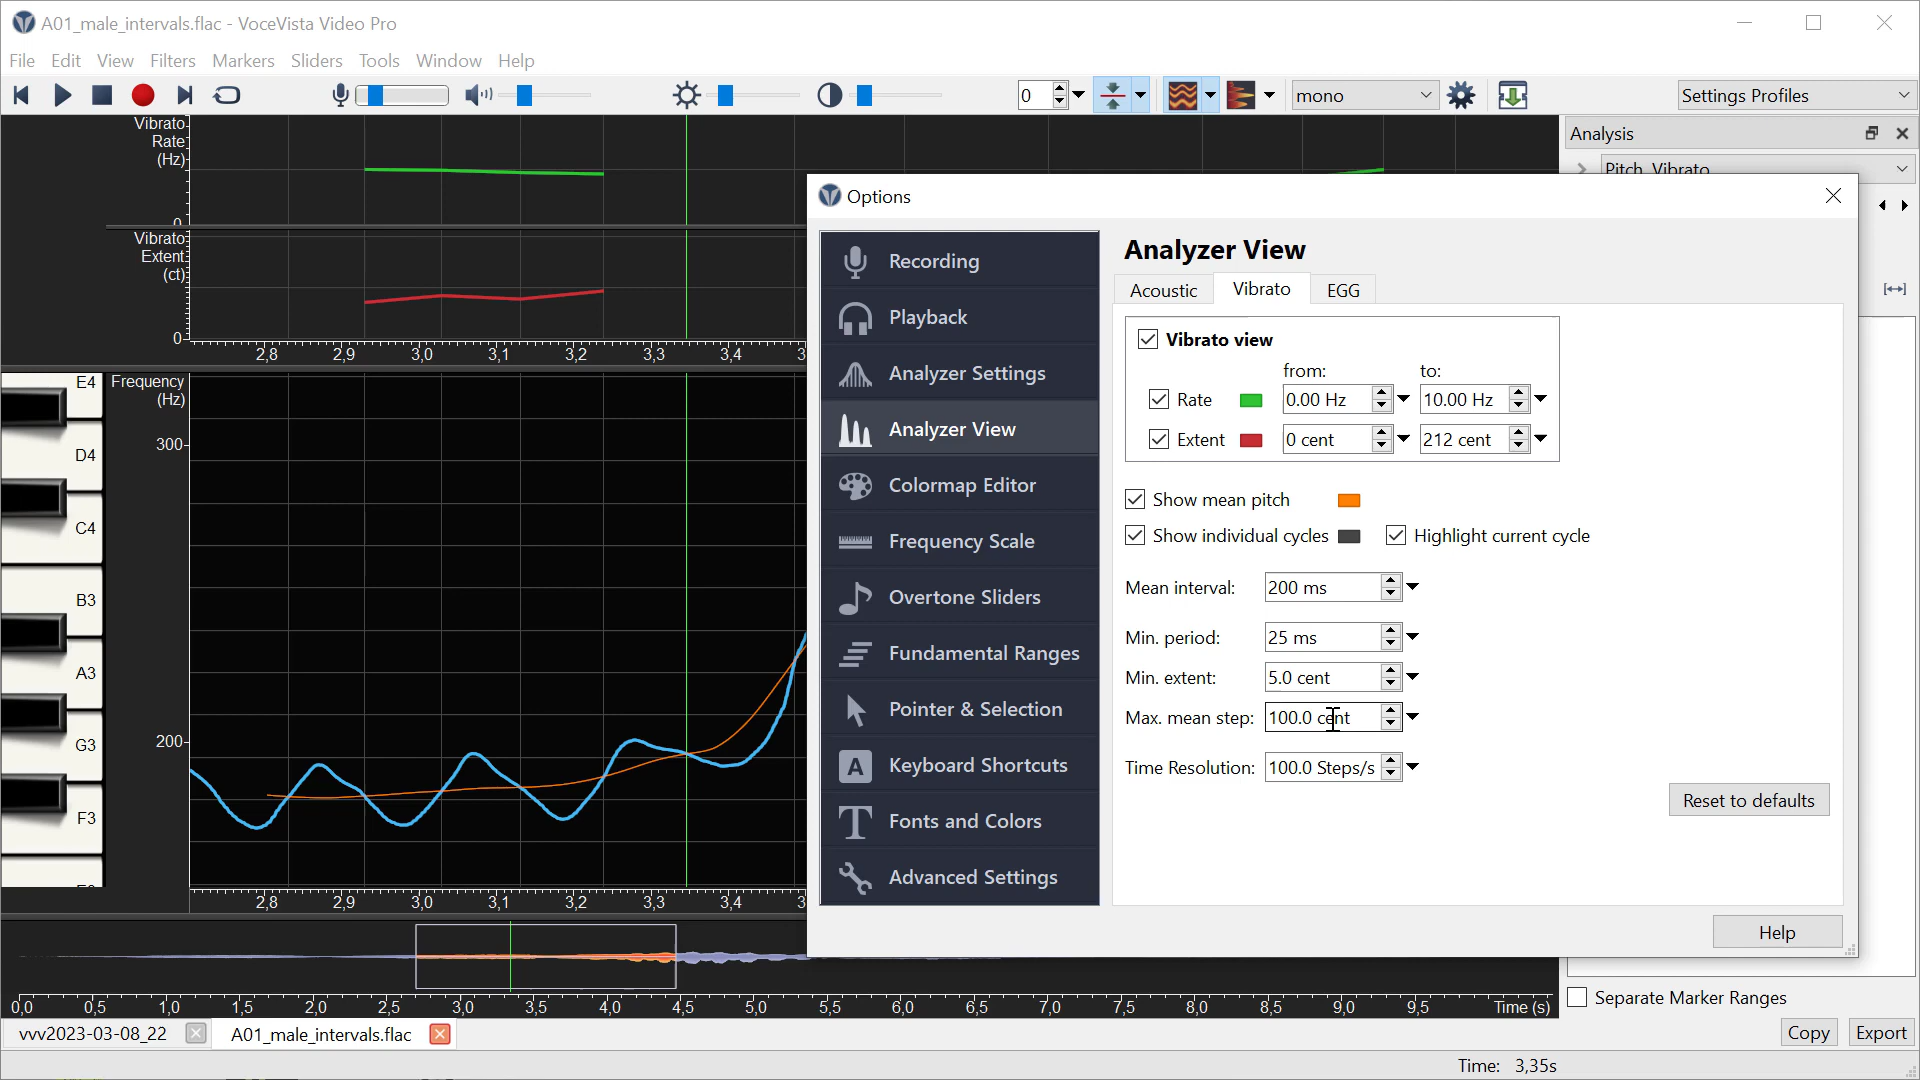 A01_male_intervals.flac - VoceVista Video Pro
File Edit View Filters Markers Sliders Tools Window Help
0 mono Settings Profiles
Vibrato
Rate
(Hz)
0
Vibrato
Extent
(ct)
0
2,8 2,9 3,0 3,1 3,2 3,3 3,4 3
Frequency
(Hz)
300
200
E4
D4
C4
B3
A3
G3
F3
2,8 2,9 3,0 3,1 3,2 3,3 3,4 3
0,0 0,5 1,0 1,5 2,0 2,5 3,0 3,5 4,0 4,5 5,0 5,5 6,0 6,5 7,0 7,5 8,0 8,5 9,0 9,5 Time (s)
vvv2023-03-08_22 A01_male_intervals.flac
Time: 3,35s
Analysis
Pitch, Vibrato
Separate Marker Ranges
Copy Export
Options
Recording
Playback
Analyzer Settings
Analyzer View
Colormap Editor
Frequency Scale
Overtone Sliders
Fundamental Ranges
Pointer & Selection
A Keyboard Shortcuts
Fonts and Colors
Advanced Settings
Analyzer View
Acoustic Vibrato EGG
Vibrato view
from: to:
Rate 0.00 Hz 10.00 Hz
Extent 0 cent 212 cent
Show mean pitch
Show individual cycles Highlight current cycle
Mean interval: 200 ms
Min. period: 25 ms
Min. extent: 5.0 cent
Max. mean step: 100.0 cent
Time Resolution: 100.0 Steps/s
Reset to defaults
Help